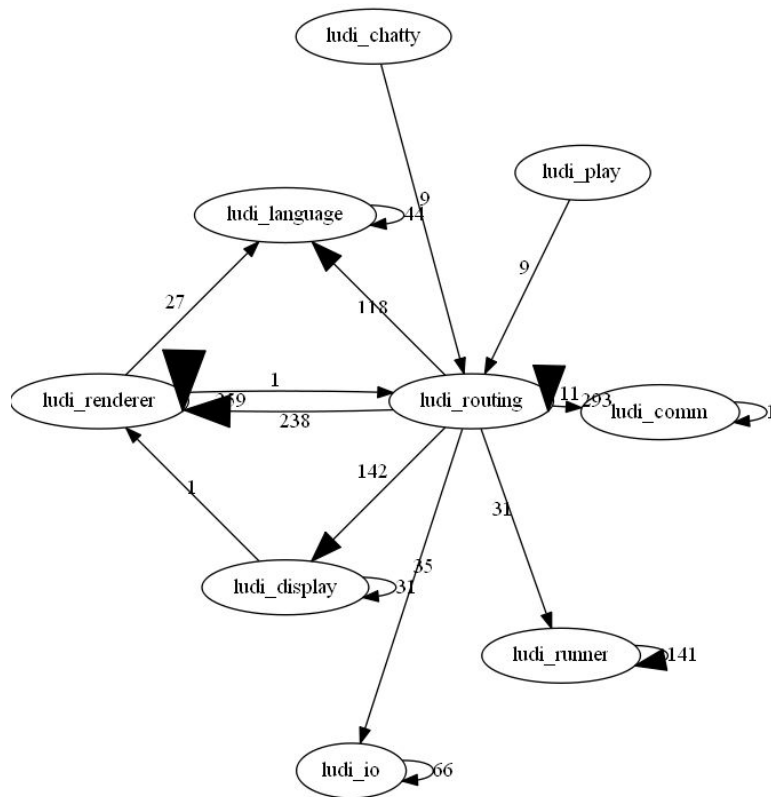 ludi_chatty
ludi_play
9
ludi_language
44
9
27
118
1
ludi_renderer
ludi_routing
11
293
ludi_comm
1
238
142
31
1
35
ludi_display
31
ludi_runner
141
ludi_io
66